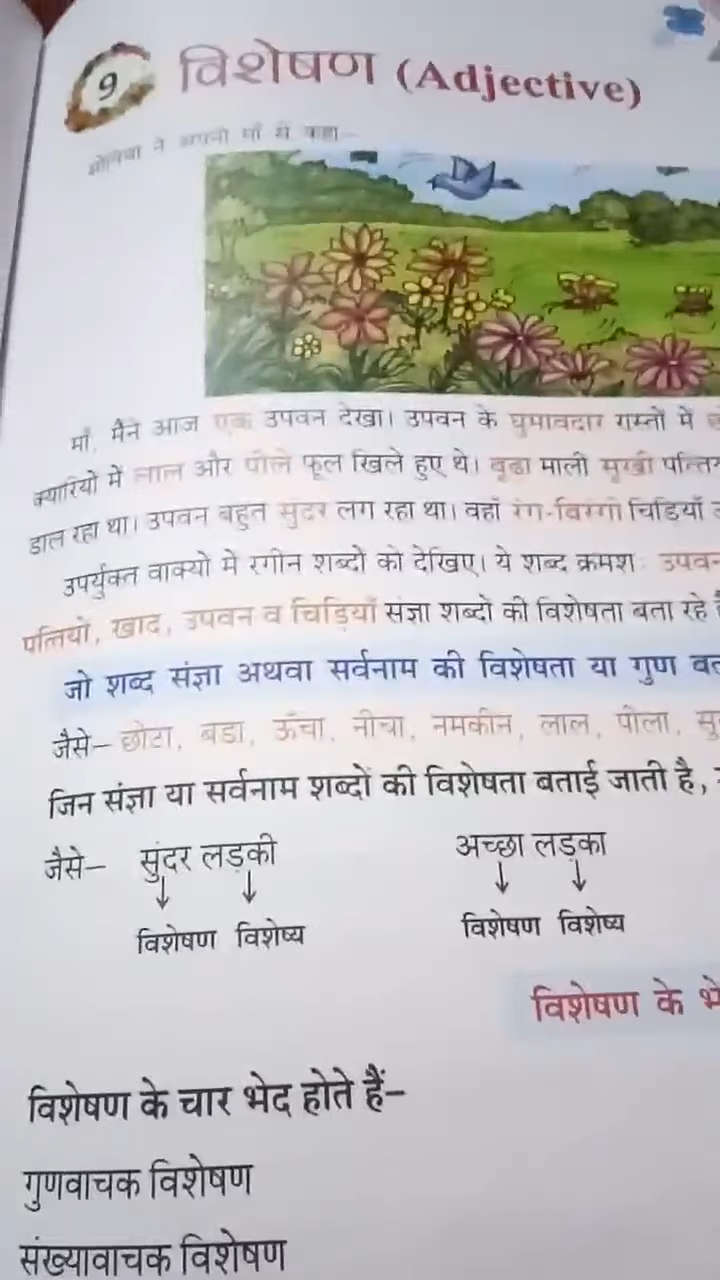 9 विशेषण (Adjective)
ने अपनी माँ से कहा–
माँ, मैंने आज एक उपवन देखा। उपवन के घुमावदार रास्तों में
क्यारियों में लाल और पीले फूल खिले हुए थे। बूढ़ा माली सूखी
डाल रहा था। उपवन बहुत सुंदर लग रहा था। वहाँ रंग-बिरंगी चिड़ियाँ
उपर्युक्त वाक्यों में रंगीन शब्दों को देखिए। ये शब्द क्रमशः उपवन
पत्तियों, खाद, उपवन व चिड़ियाँ संज्ञा शब्दों की विशेषता बता रहे
जो शब्द संज्ञा अथवा सर्वनाम की विशेषता या गुण
जैसे– छोटा, बड़ा, ऊँचा, नीचा, नमकीन, लाल, पीला,
जिन संज्ञा या सर्वनाम शब्दों की विशेषता बताई जाती है,
जैसे– सुंदर लड़की अच्छा लड़का
विशेषण विशेष्य विशेषण विशेष्य
विशेषण के
विशेषण के चार भेद होते हैं–
गुणवाचक विशेषण
संख्यावाचक विशेषण